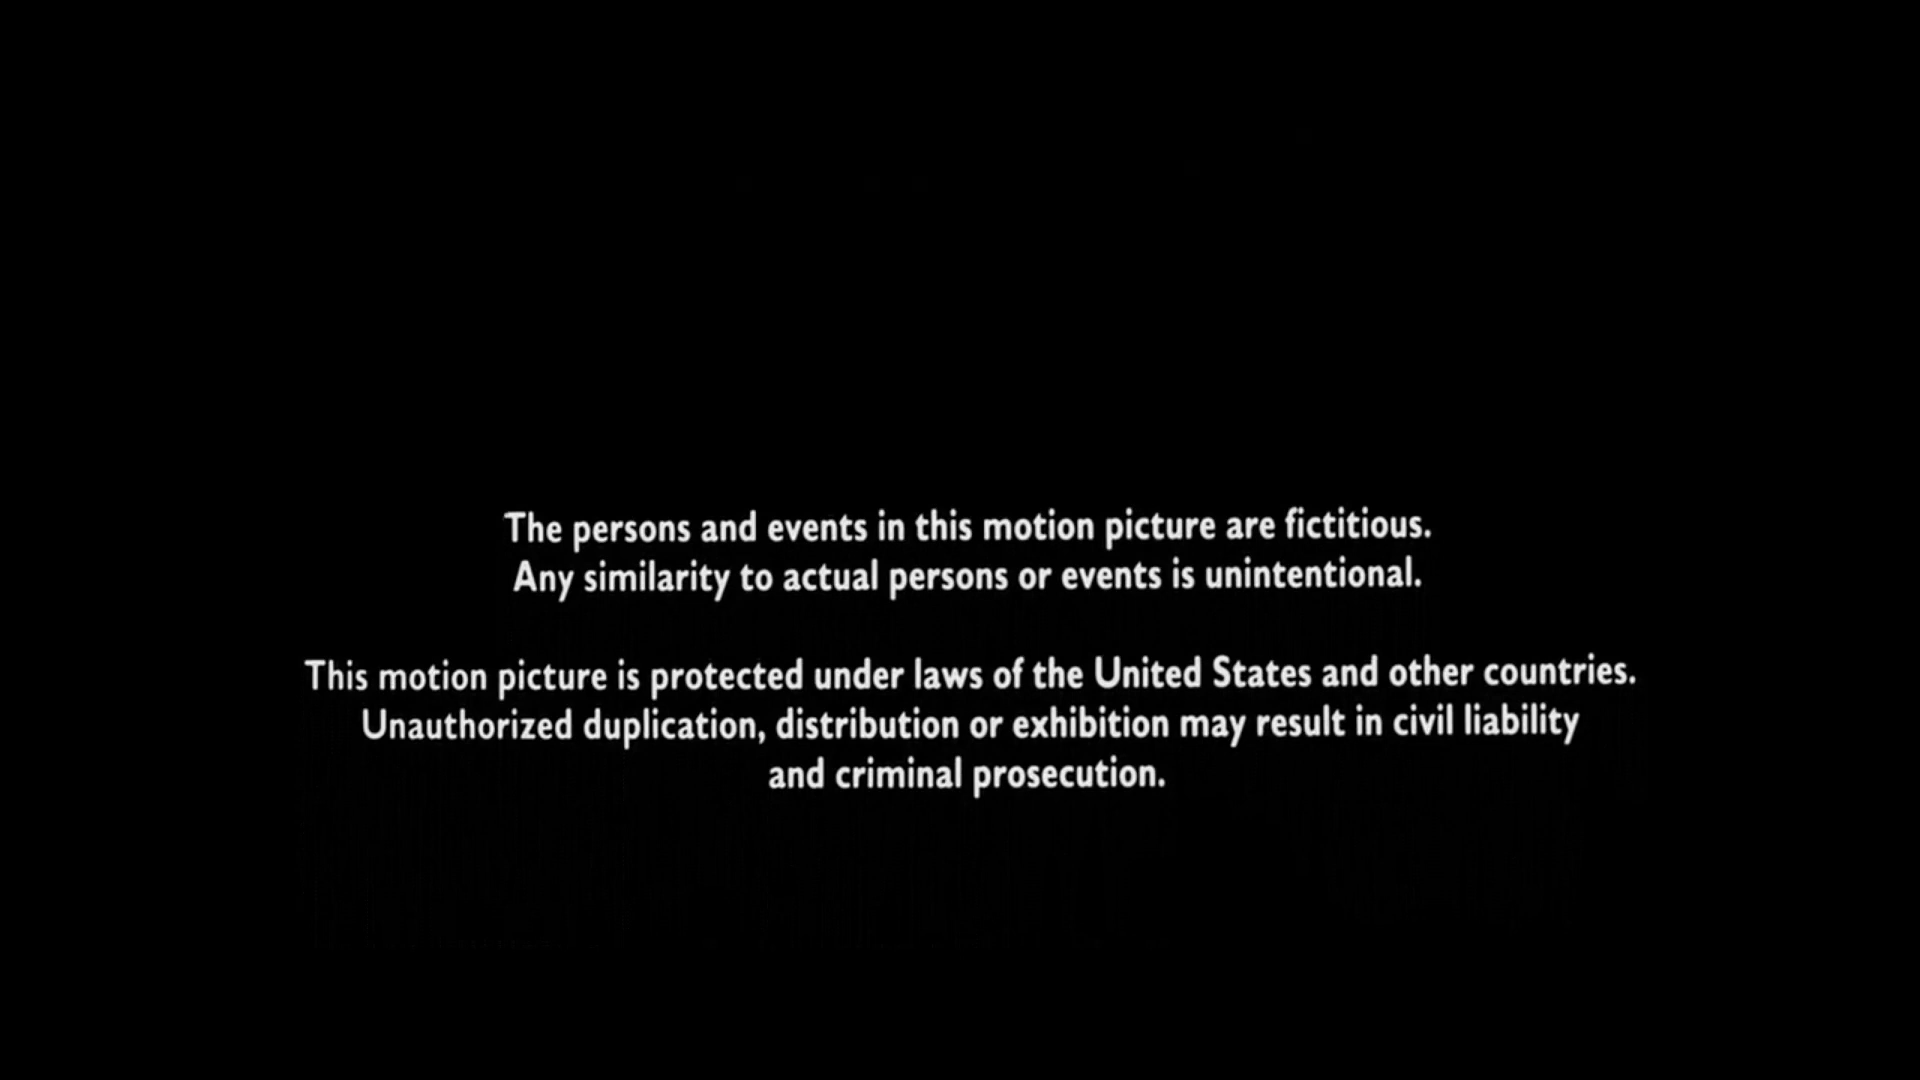 The persons and events in this motion picture are fictitious.
Any similarity to actual persons or events is unintentional.
This motion picture is protected under laws of the United States and other countries.
Unauthorized duplication, distribution or exhibition may result in civil liability
and criminal prosecution.